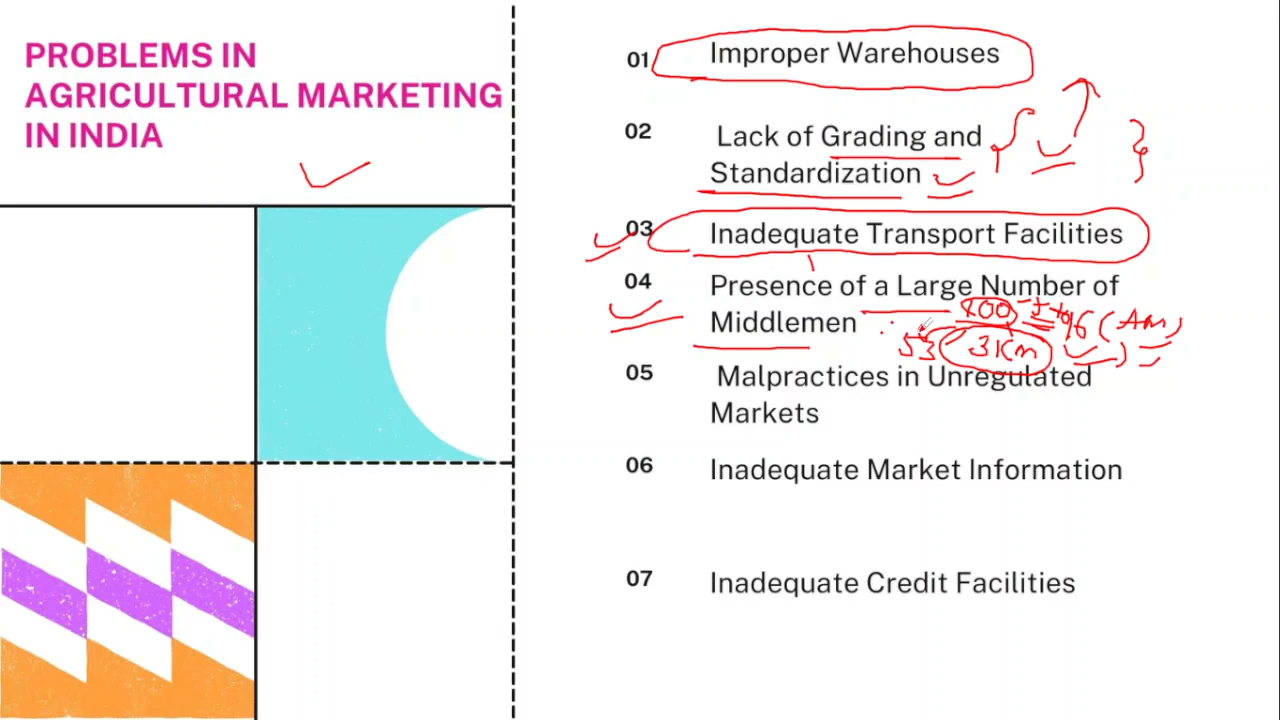 PROBLEMS IN
AGRICULTURAL MARKETING
IN INDIA
01 Improper Warehouses
02 Lack of Grading and
Standardization
03 Inadequate Transport Facilities
04 Presence of a Large Number of
Middlemen
53 3Km
05 Malpractices in Unregulated
Markets
06 Inadequate Market Information
07 Inadequate Credit Facilities